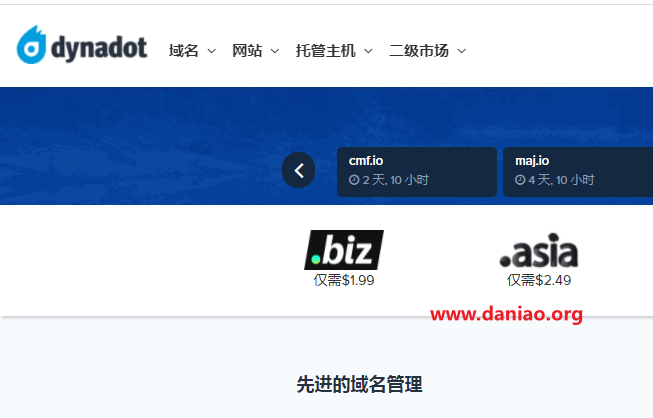 dynadot 域名 网站 托管主机 二级市场
cmf.io maj.io
2 天, 10 小时 4 天, 10 小时
.biz .asia
仅需$1.99 仅需$2.49
www.daniao.org
先进的域名管理